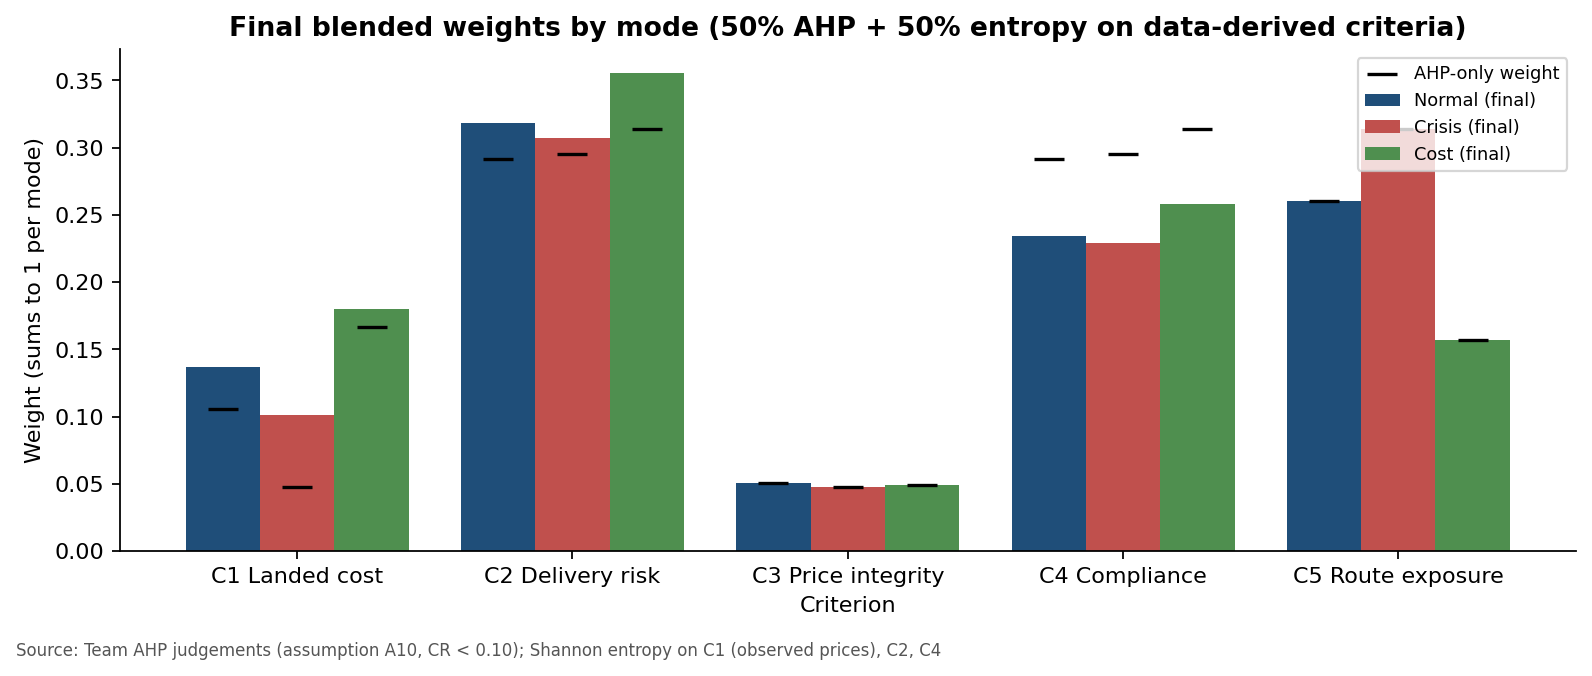 Final blended weights by mode (50% AHP + 50% entropy on data-derived criteria)
Weight (sums to 1 per mode)
0.35
0.30
0.25
0.20
0.15
0.10
0.05
0.00
AHP-only weight
Normal (final)
Crisis (final)
Cost (final)
C1 Landed cost
C2 Delivery risk
C3 Price integrity
C4 Compliance
C5 Route exposure
Criterion
Source: Team AHP judgements (assumption A10, CR < 0.10); Shannon entropy on C1 (observed prices), C2, C4